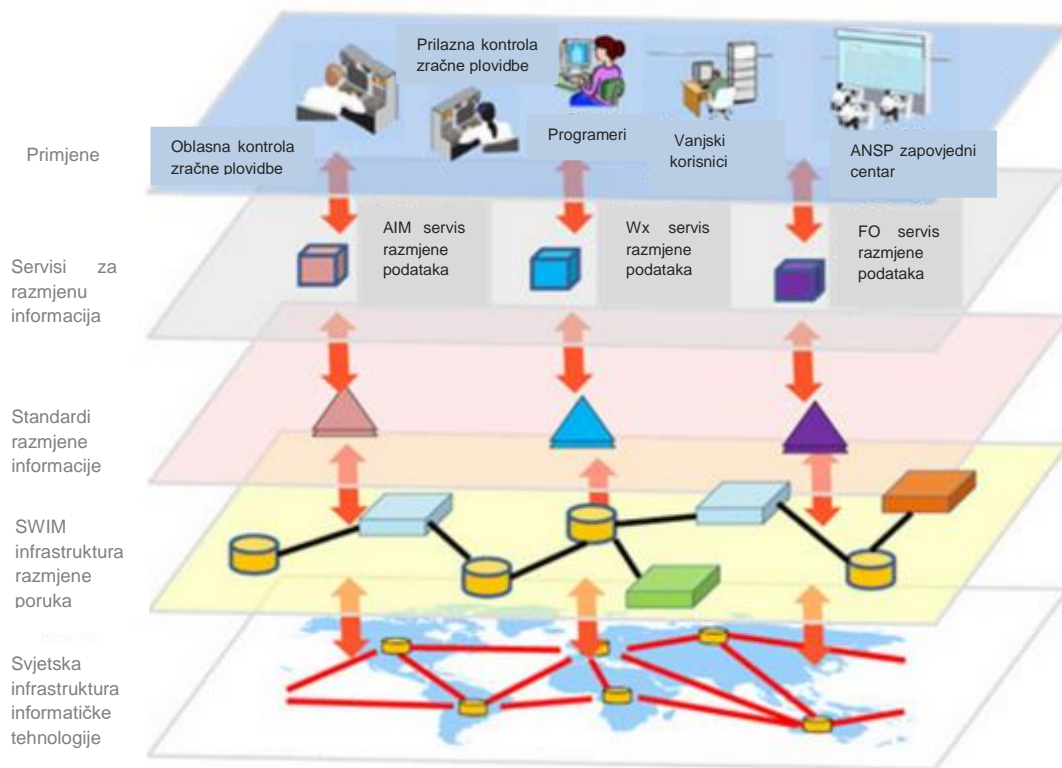 Prilazna kontrola
zračne plovidbe
Primjene
Oblasna kontrola
zračne plovidbe
Programeri
Vanjski
korisnici
ANSP zapovjedni
centar
Servisi za
razmjenu
informacija
AIM servis
razmjene
podataka
Wx servis
razmjene
podataka
FO servis
razmjene
podataka
Standardi
razmjene
informacije
SWIM
infrastruktura
razmjene
poruka
Svjetska
infrastruktura
informatičke
tehnologije